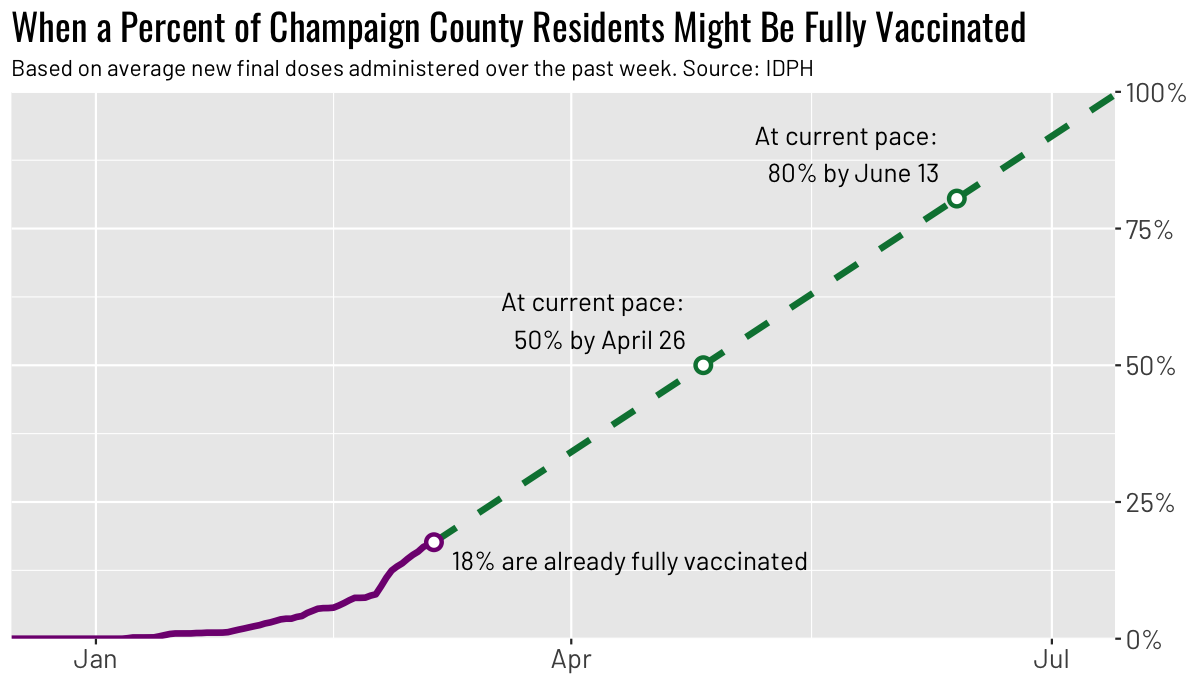 When a Percent of Champaign County Residents Might Be Fully Vaccinated
Based on average new final doses administered over the past week. Source: IDPH
100%
At current pace:
80% by June 13
75%
At current pace:
50% by April 26
50%
25%
18% are already fully vaccinated
0%
Jan
Apr
Jul